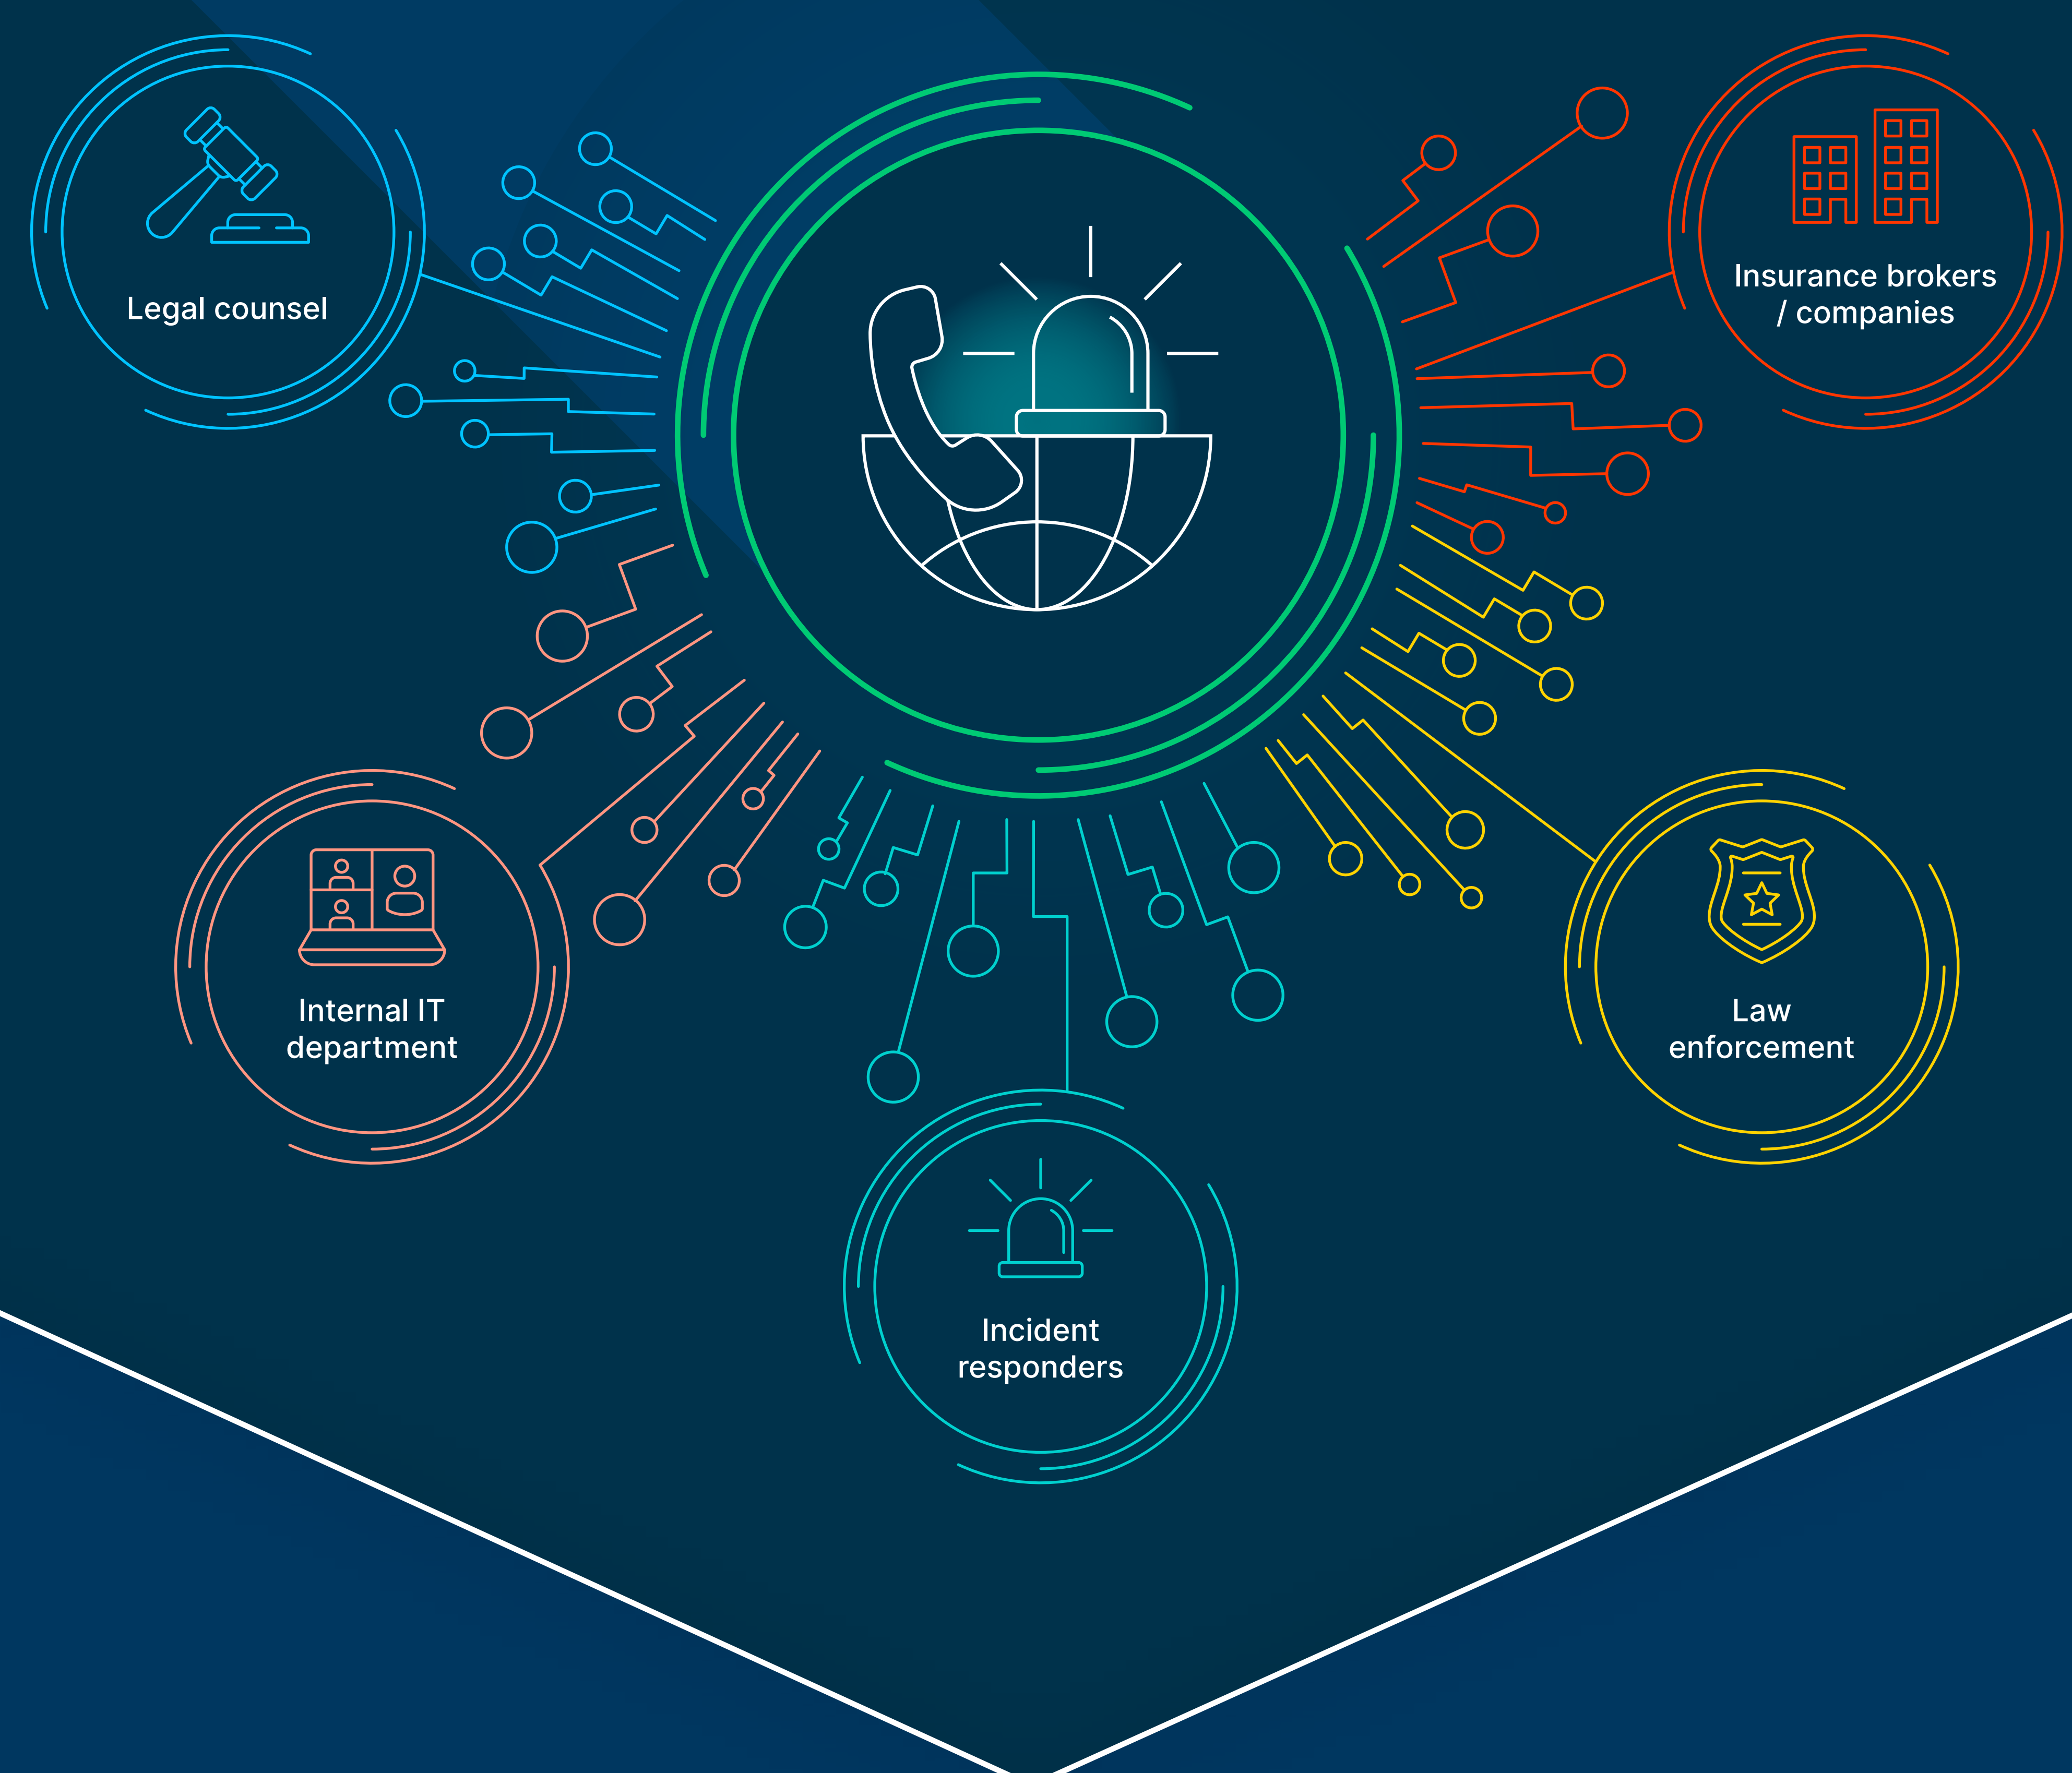 Legal counsel
Insurance brokers
/ companies
Internal IT
department
Law
enforcement
Incident
responders